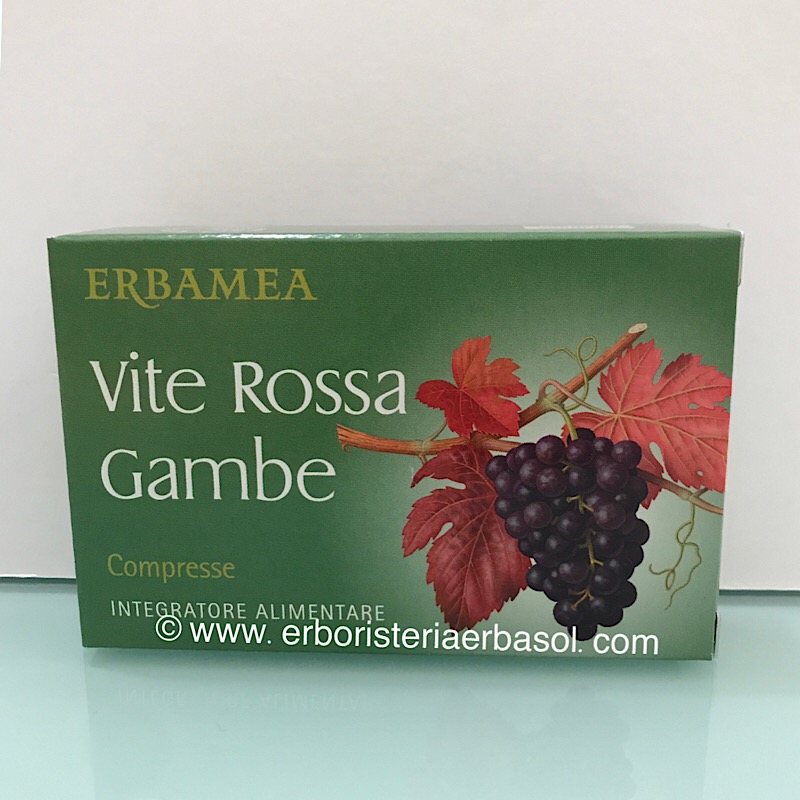 ERBAMEA
Vite Rossa
Gambe
Compresse
INTEGRATORE ALIMENTARE
© www. erboristeriaerbasol. com